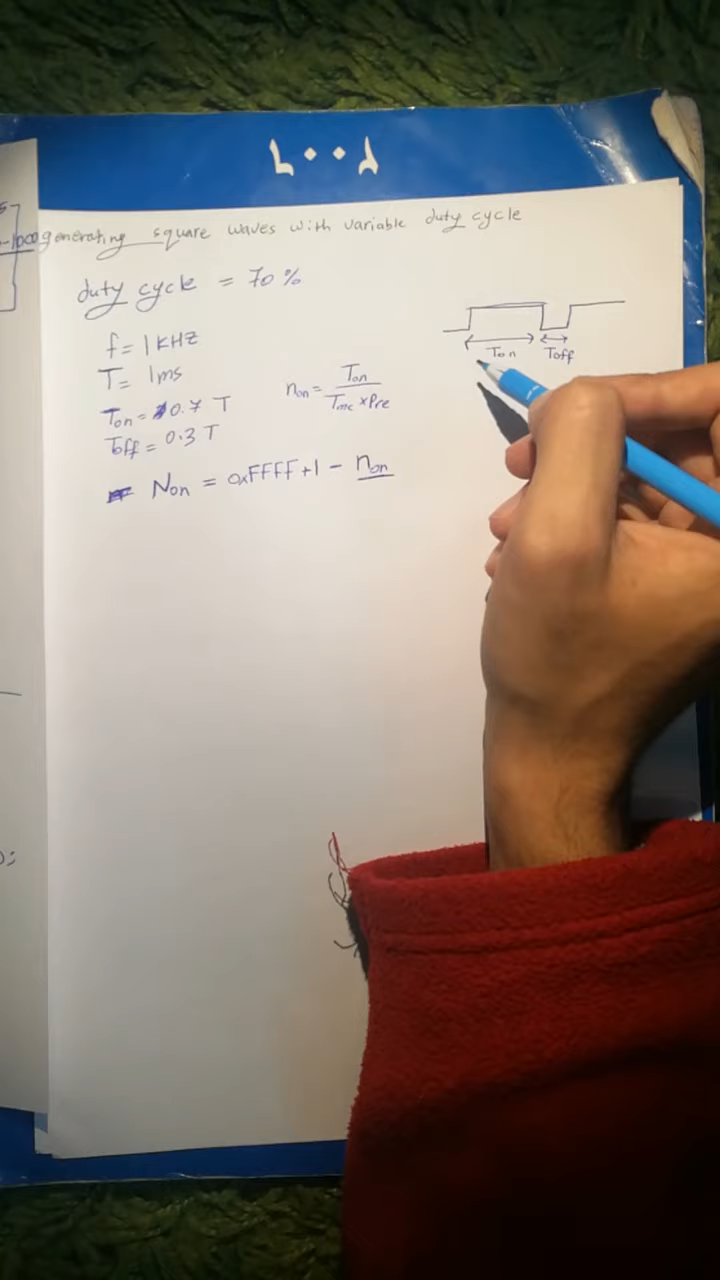 ٢٠٠٨
generating square waves with variable duty cycle
duty cycle = 70 %
f = 1 KHZ
T = 1ms
Ton = 0.7 T
Toff = 0.3 T
non = Ton / Tmc × Pre
Non = 0xFFFF + 1 - non
Ton Toff